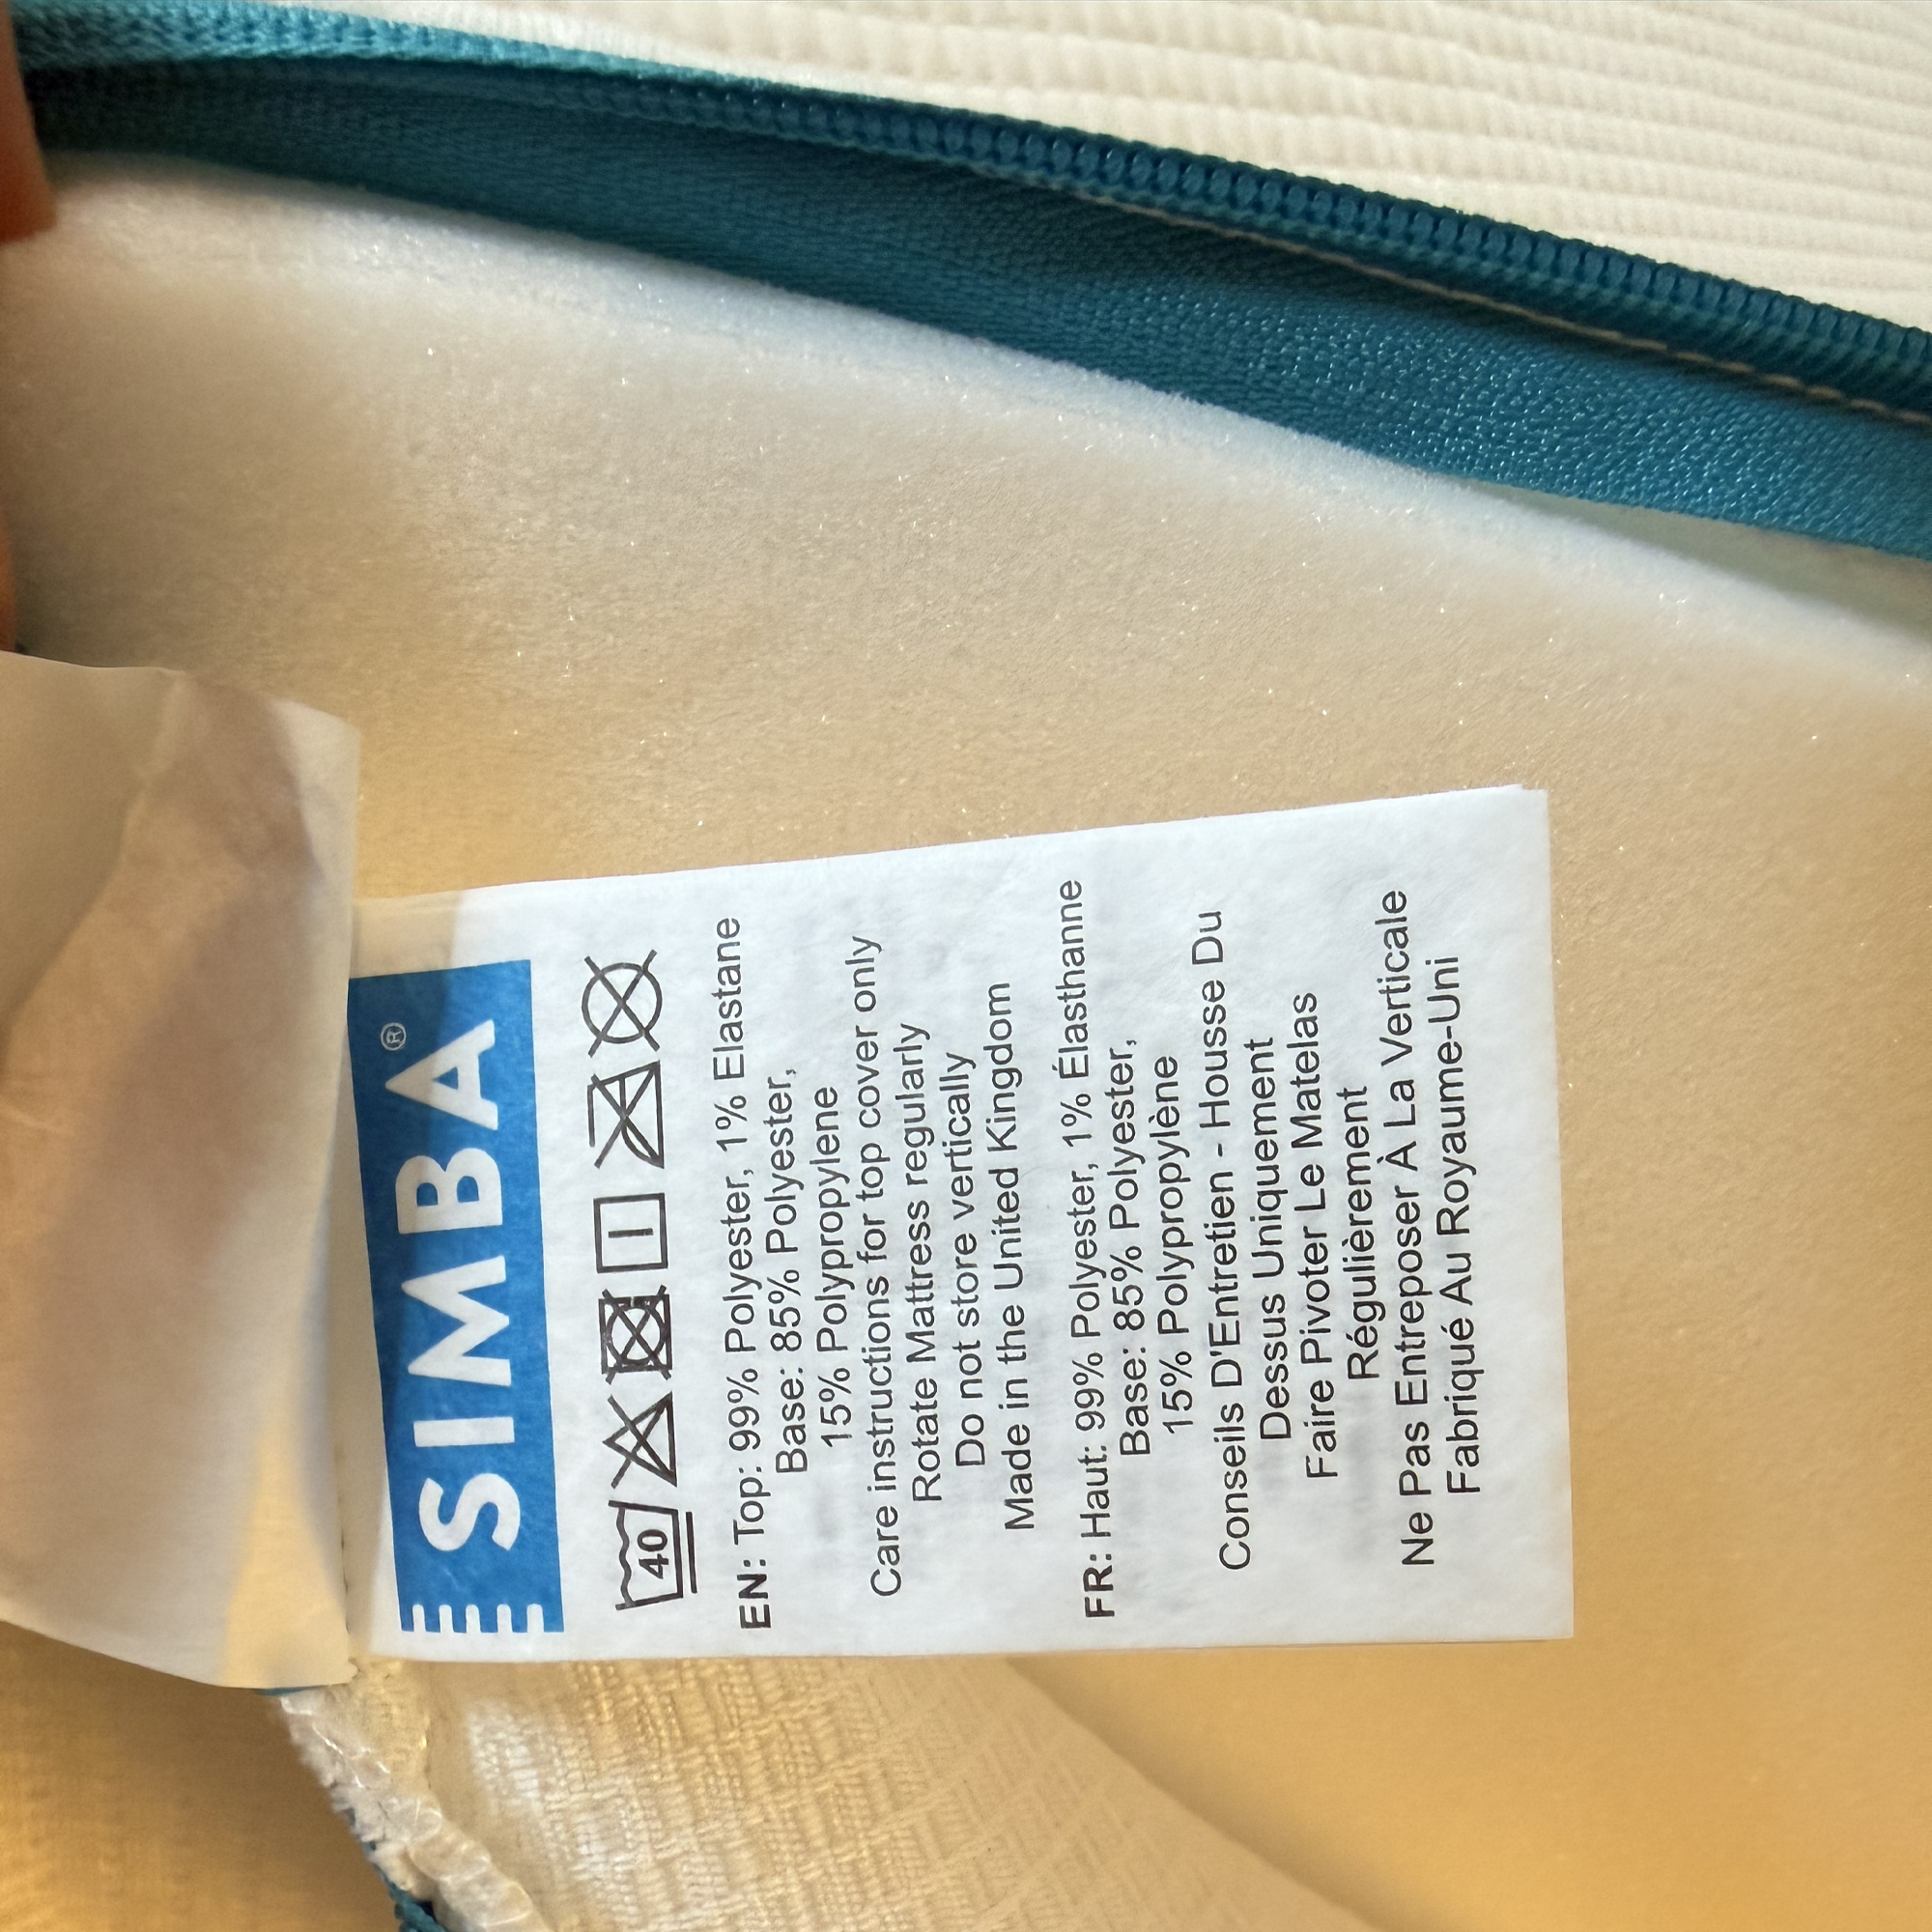 SIMBA®
40
EN: Top: 99% Polyester, 1% Elastane
Base: 85% Polyester,
15% Polypropylene
Care instructions for top cover only
Rotate Mattress regularly
Do not store vertically
Made in the United Kingdom
FR: Haut: 99% Polyester, 1% Élasthanne
Base: 85% Polyester,
15% Polypropylène
Conseils D'Entretien - Housse Du
Dessus Uniquement
Faire Pivoter Le Matelas
Régulièrement
Ne Pas Entreposer À La Verticale
Fabriqué Au Royaume-Uni